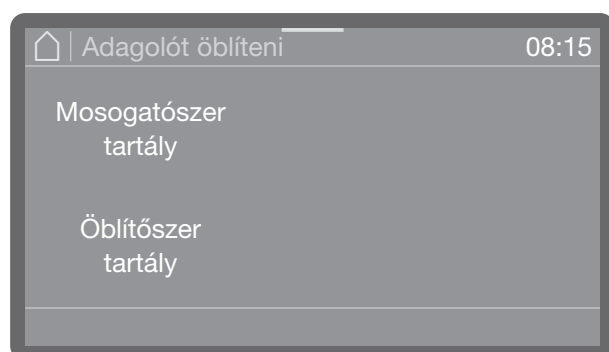 Adagolót öblíteni 08:15
Mosogatószer
tartály
Öblítőszer
tartály